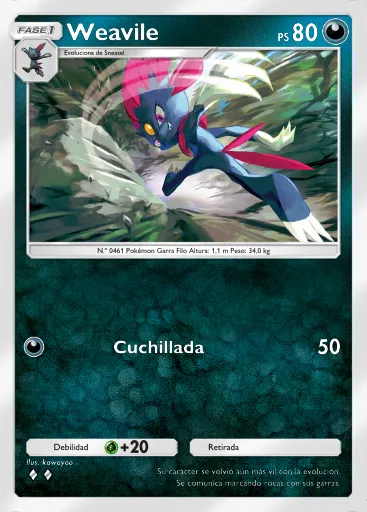 FASE 1
Weavile
PS 80
Evoluciona de Sneasel
N.º 0461 Pokémon Garra Filo Altura: 1,1 m Peso: 34,0 kg
Cuchillada 50
Debilidad +20 Retirada
Ilus. kawayoo
Su carácter se volvió aún más vil con la evolución.
Se comunica marcando rocas con sus garras.